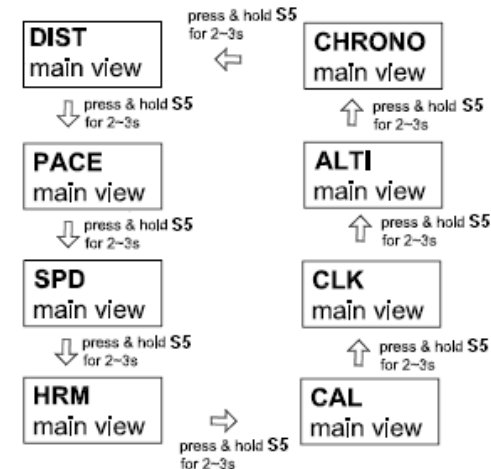 press & hold S5
for 2~3s
DIST
main view
CHRONO
main view
press & hold S5
for 2~3s
press & hold S5
for 2~3s
PACE
main view
ALTI
main view
press & hold S5
for 2~3s
press & hold S5
for 2~3s
SPD
main view
CLK
main view
press & hold S5
for 2~3s
press & hold S5
for 2~3s
HRM
main view
CAL
main view
press & hold S5
for 2~3s